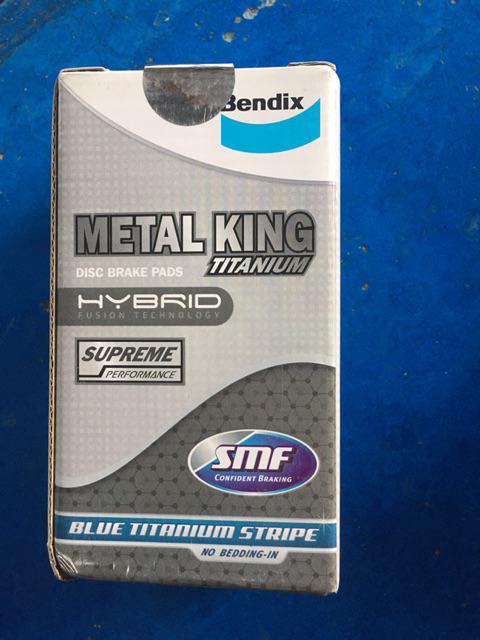 Bendix
METAL KING
TITANIUM
DISC BRAKE PADS
HYBRID
FUSION TECHNOLOGY
SUPREME
PERFORMANCE
SMF
CONFIDENT BRAKING
BLUE TITANIUM STRIPE
NO BEDDING-IN